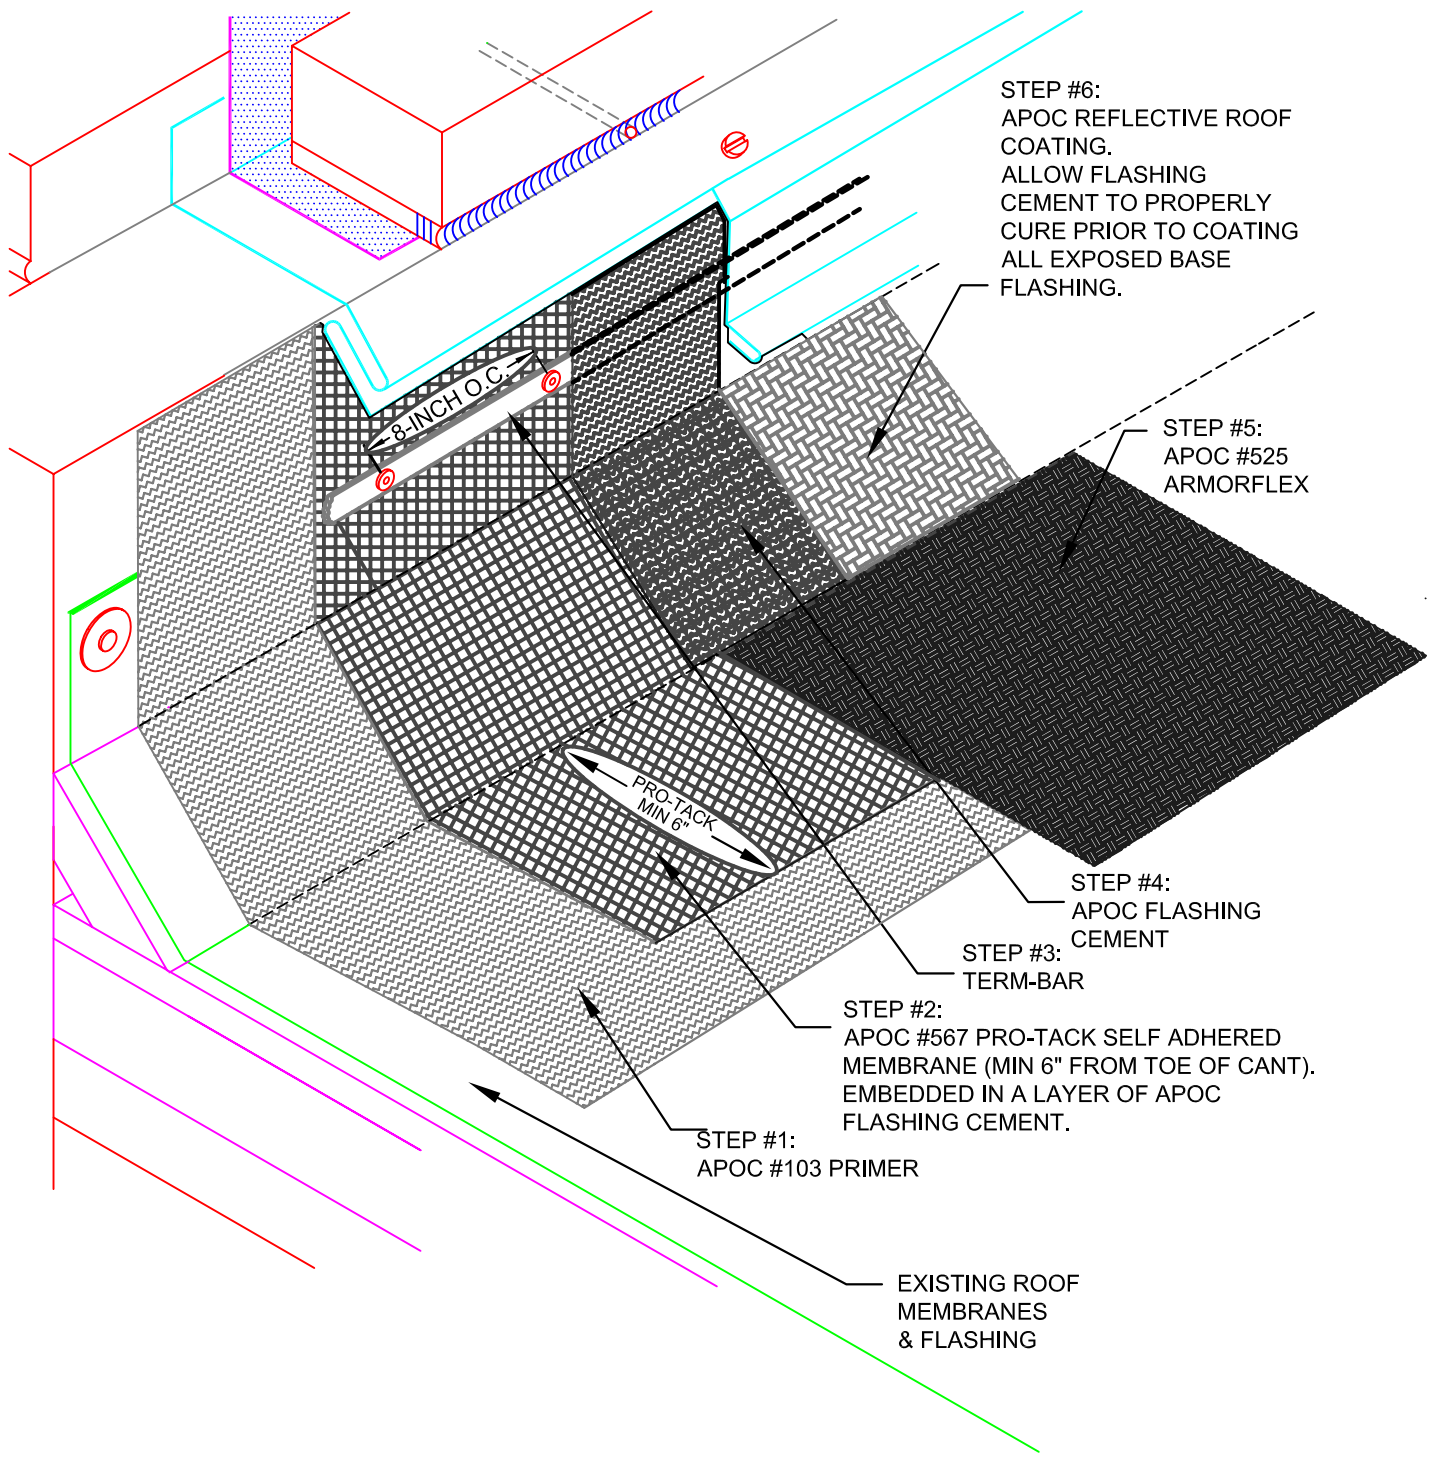 STEP #6:
APOC REFLECTIVE ROOF
COATING.
ALLOW FLASHING
CEMENT TO PROPERLY
CURE PRIOR TO COATING
ALL EXPOSED BASE
FLASHING.
8-INCH O.C.
STEP #5:
APOC #525
ARMORFLEX
PRO-TACK
MIN 6"
STEP #4:
APOC FLASHING
CEMENT
STEP #3:
TERM-BAR
STEP #2:
APOC #567 PRO-TACK SELF ADHERED
MEMBRANE (MIN 6" FROM TOE OF CANT).
EMBEDDED IN A LAYER OF APOC
FLASHING CEMENT.
STEP #1:
APOC #103 PRIMER
EXISTING ROOF
MEMBRANES
& FLASHING